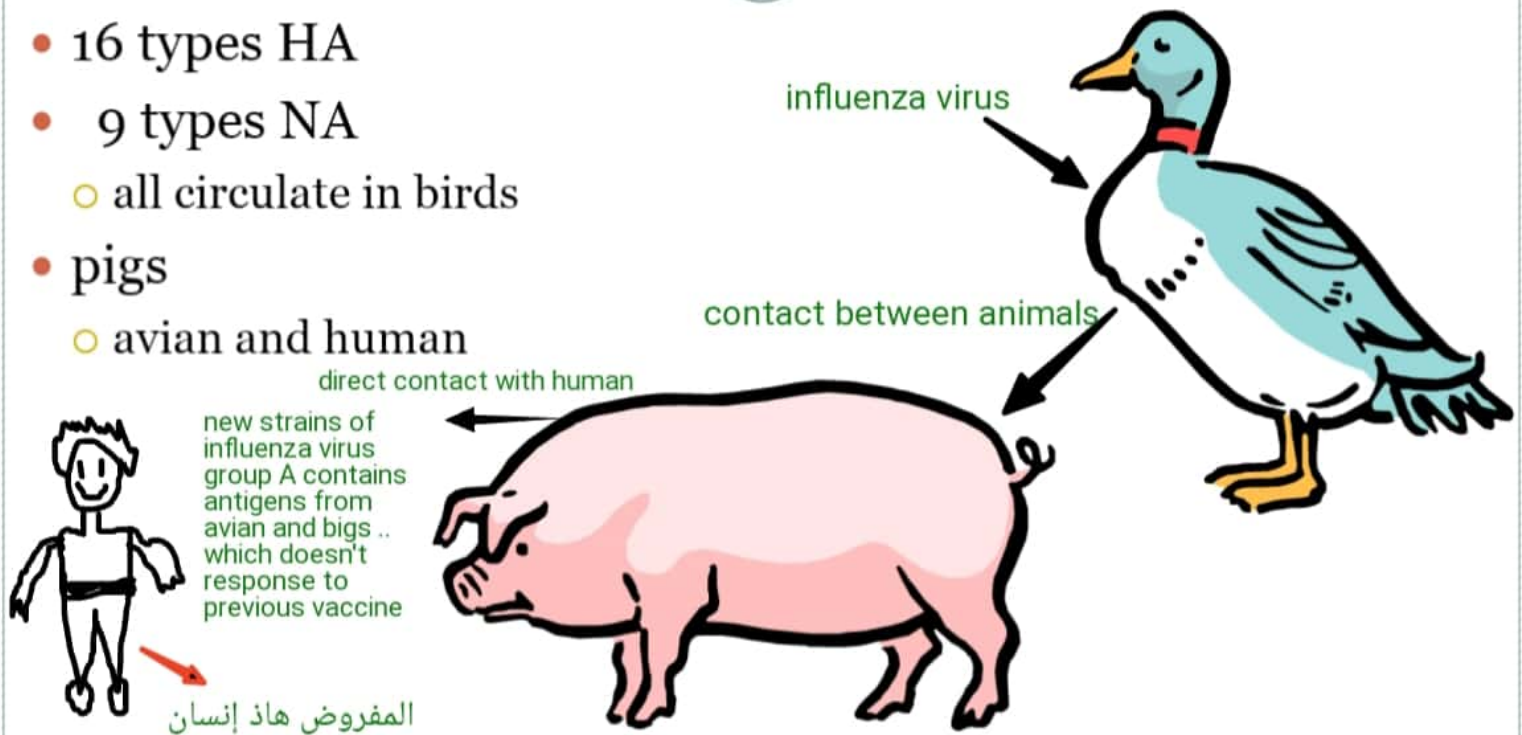 16 types HA
9 types NA
all circulate in birds
pigs
avian and human
influenza virus
contact between animals
direct contact with human
new strains of
influenza virus
group A contains
antigens from
avian and bigs ..
which doesn't
response to
previous vaccine
المفروض هاذ إنسان